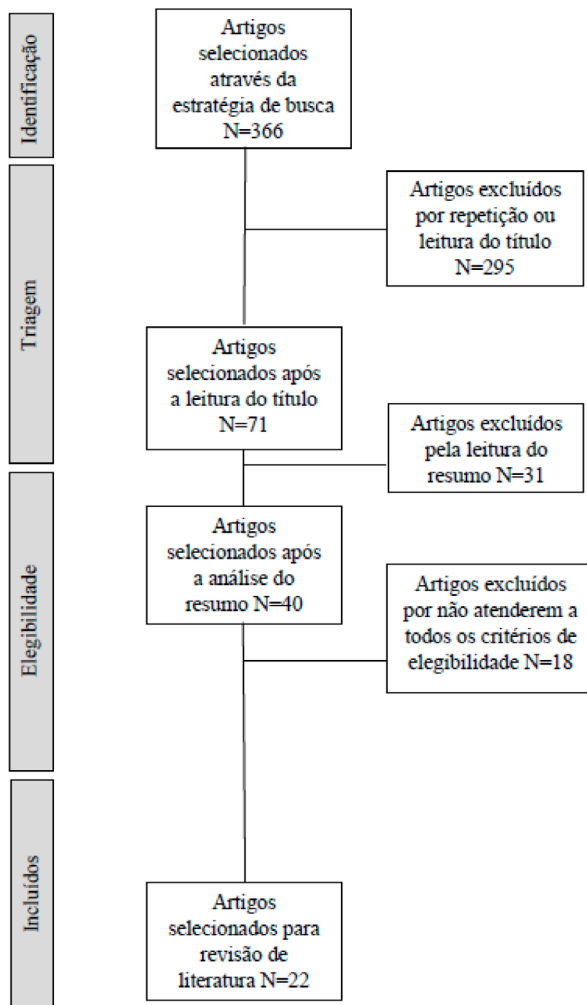 Identificação
Artigos
selecionados
através da
estratégia de busca
N=366
Triagem
Artigos excluídos
por repetição ou
leitura do título
N=295
Artigos
selecionados após
a leitura do título
N=71
Artigos excluídos
pela leitura do
resumo N=31
Elegibilidade
Artigos
selecionados após
a análise do
resumo N=40
Artigos excluídos
por não atenderem a
todos os critérios de
elegibilidade N=18
Incluídos
Artigos
selecionados para
revisão de
literatura N=22